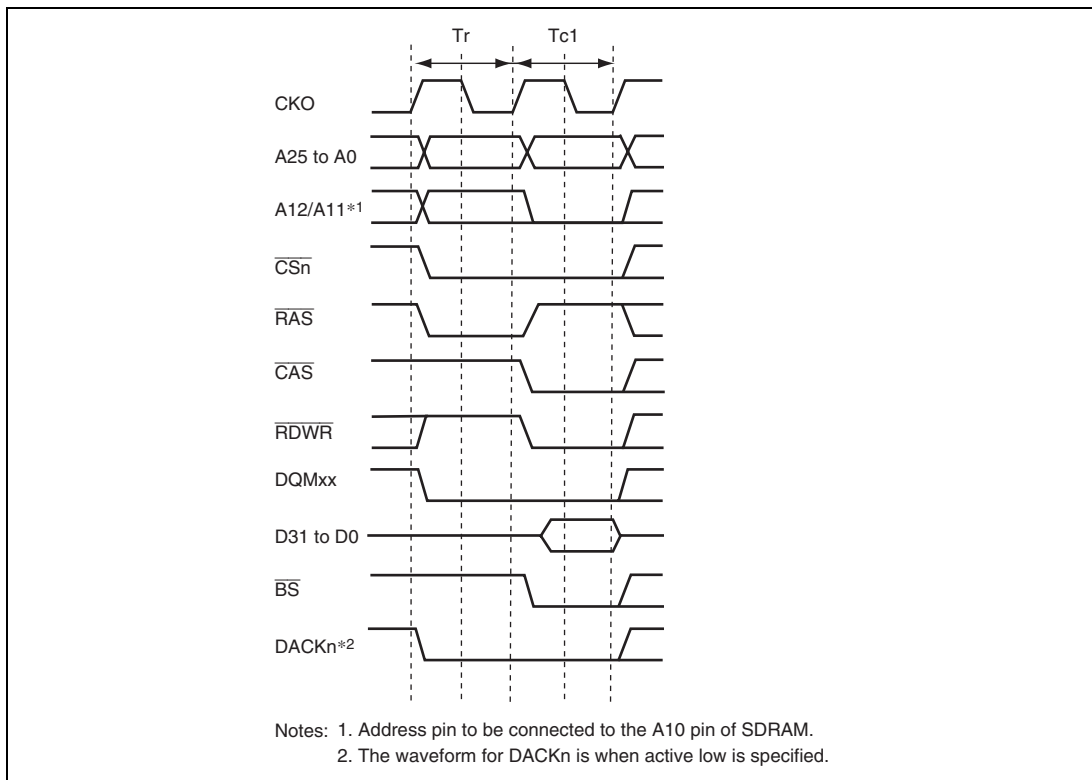 Tr Tc1
CKO
A25 to A0
A12/A11*1
CSn
RAS
CAS
RDWR
DQMxx
D31 to D0
BS
DACKn*2
Notes: 1. Address pin to be connected to the A10 pin of SDRAM.
2. The waveform for DACKn is when active low is specified.